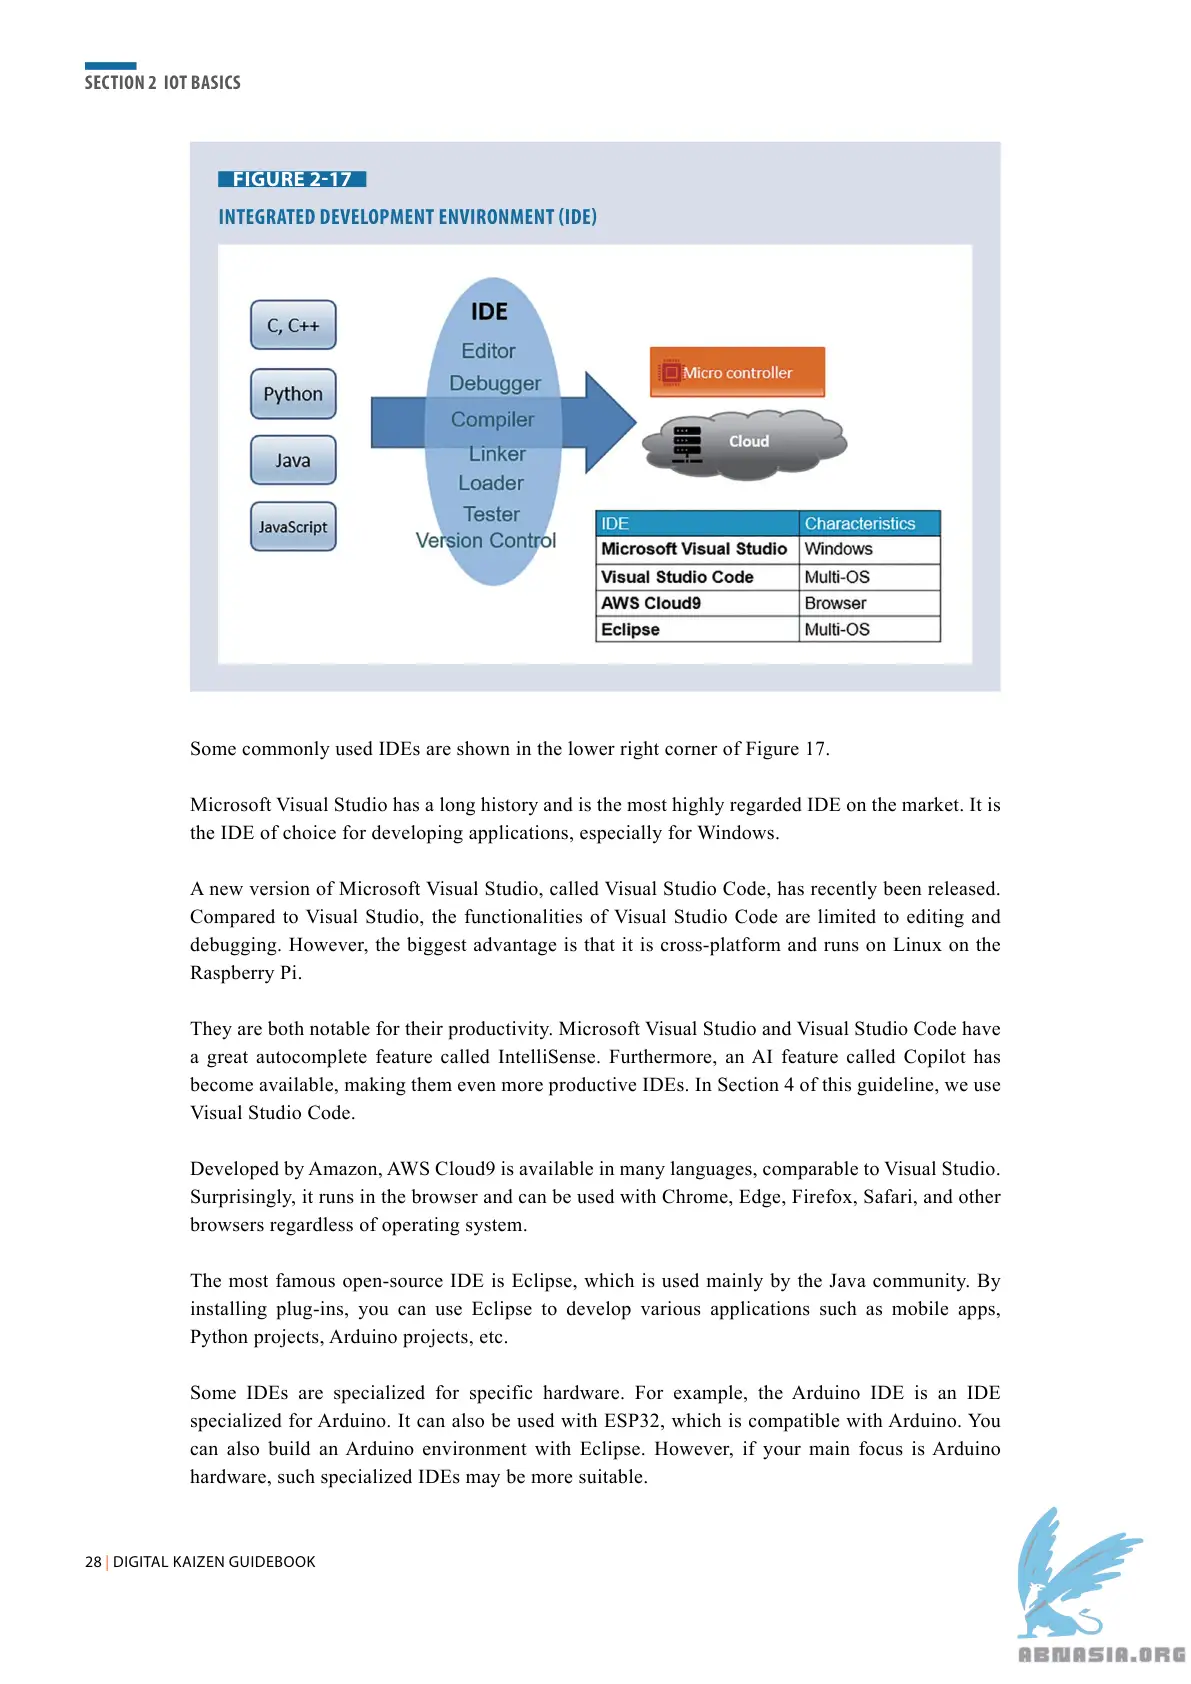 SECTION 2 IOT BASICS
FIGURE 2-17
INTEGRATED DEVELOPMENT ENVIRONMENT (IDE)
C, C++
Python
Java
JavaScript
IDE
Editor
Debugger
Compiler
Linker
Loader
Tester
Version Control
Micro controller
Cloud
IDE Characteristics
Microsoft Visual Studio Windows
Visual Studio Code Multi-OS
AWS Cloud9 Browser
Eclipse Multi-OS
Some commonly used IDEs are shown in the lower right corner of Figure 17.
Microsoft Visual Studio has a long history and is the most highly regarded IDE on the market. It is
the IDE of choice for developing applications, especially for Windows.
A new version of Microsoft Visual Studio, called Visual Studio Code, has recently been released.
Compared to Visual Studio, the functionalities of Visual Studio Code are limited to editing and
debugging. However, the biggest advantage is that it is cross-platform and runs on Linux on the
Raspberry Pi.
They are both notable for their productivity. Microsoft Visual Studio and Visual Studio Code have
a great autocomplete feature called IntelliSense. Furthermore, an AI feature called Copilot has
become available, making them even more productive IDEs. In Section 4 of this guideline, we use
Visual Studio Code.
Developed by Amazon, AWS Cloud9 is available in many languages, comparable to Visual Studio.
Surprisingly, it runs in the browser and can be used with Chrome, Edge, Firefox, Safari, and other
browsers regardless of operating system.
The most famous open-source IDE is Eclipse, which is used mainly by the Java community. By
installing plug-ins, you can use Eclipse to develop various applications such as mobile apps,
Python projects, Arduino projects, etc.
Some IDEs are specialized for specific hardware. For example, the Arduino IDE is an IDE
specialized for Arduino. It can also be used with ESP32, which is compatible with Arduino. You
can also build an Arduino environment with Eclipse. However, if your main focus is Arduino
hardware, such specialized IDEs may be more suitable.
28 | DIGITAL KAIZEN GUIDEBOOK
ABNASIA.ORG